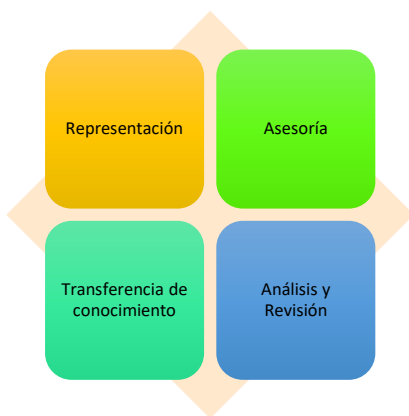 Representación
Asesoría
Transferencia de
conocimiento
Análisis y
Revisión